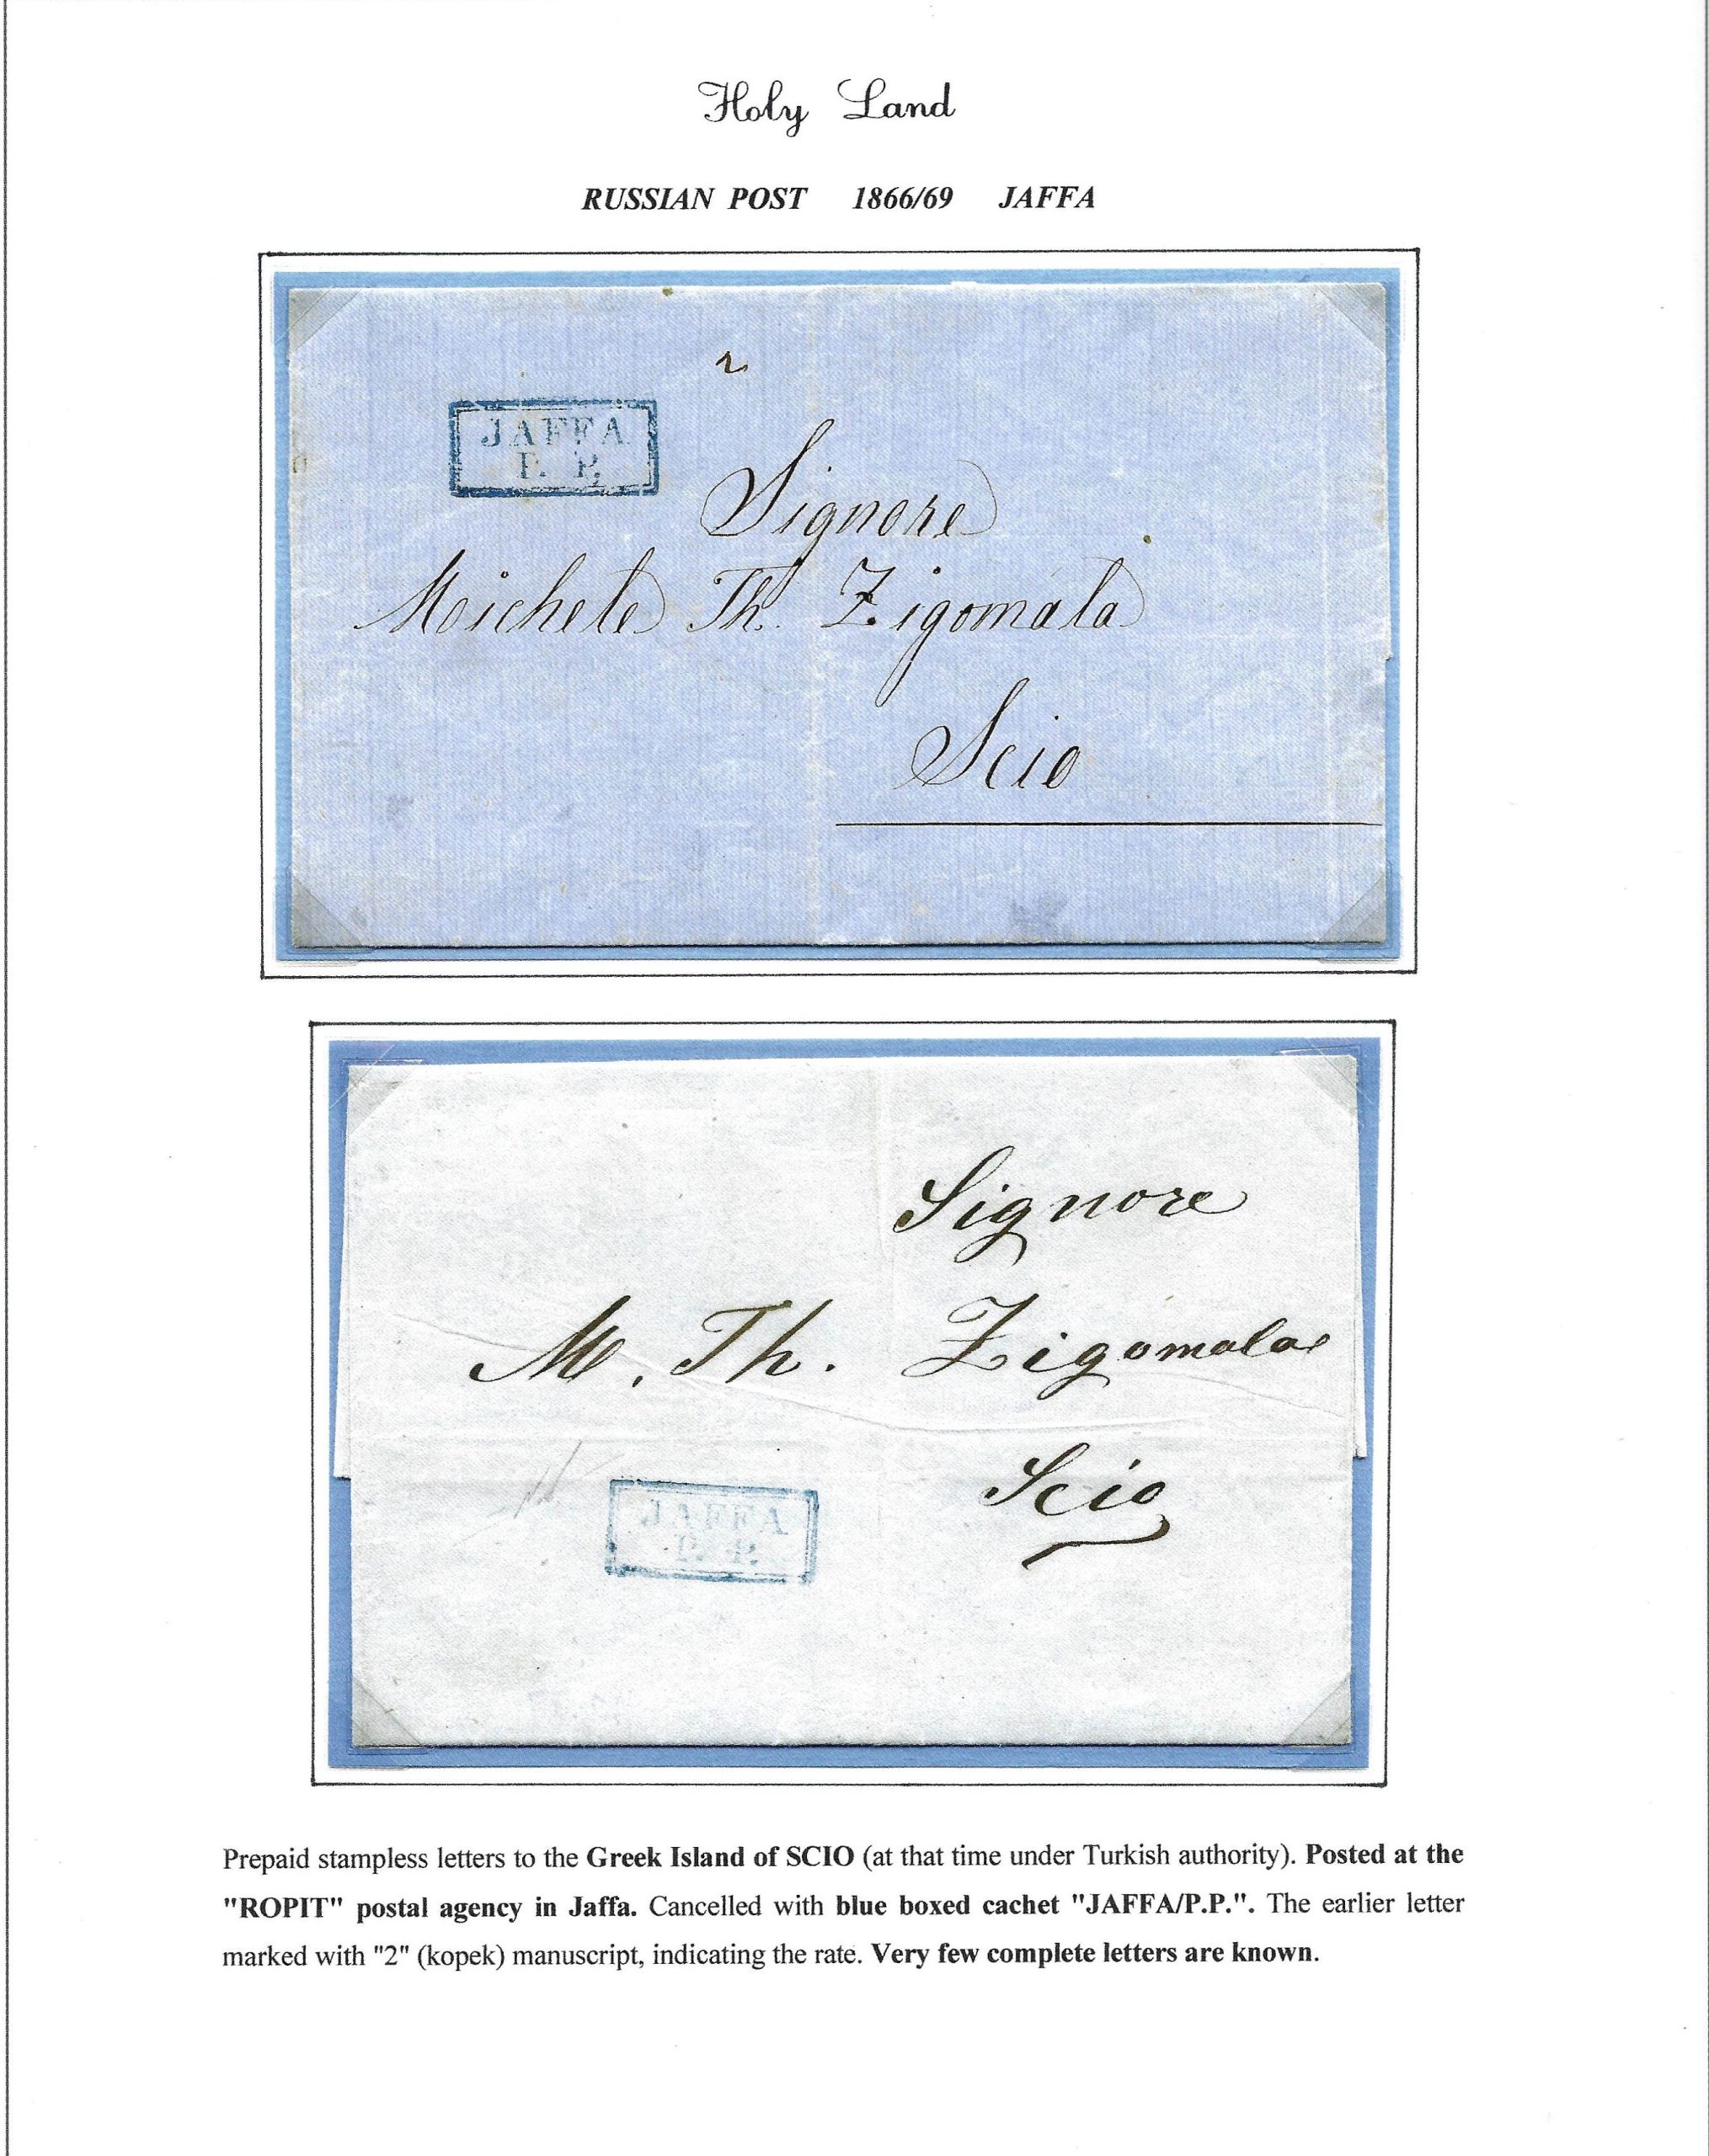 Holy Land
RUSSIAN POST 1866/69 JAFFA
2
JAFFA
P. P.
Signore
Michele Th. Zigomala
Scio
Signore
M. Th. Zigomala
Scio
JAFFA
P. P.
Prepaid stampless letters to the Greek Island of SCIO (at that time under Turkish authority). Posted at the
"ROPIT" postal agency in Jaffa. Cancelled with blue boxed cachet "JAFFA/P.P.". The earlier letter
marked with "2" (kopek) manuscript, indicating the rate. Very few complete letters are known.